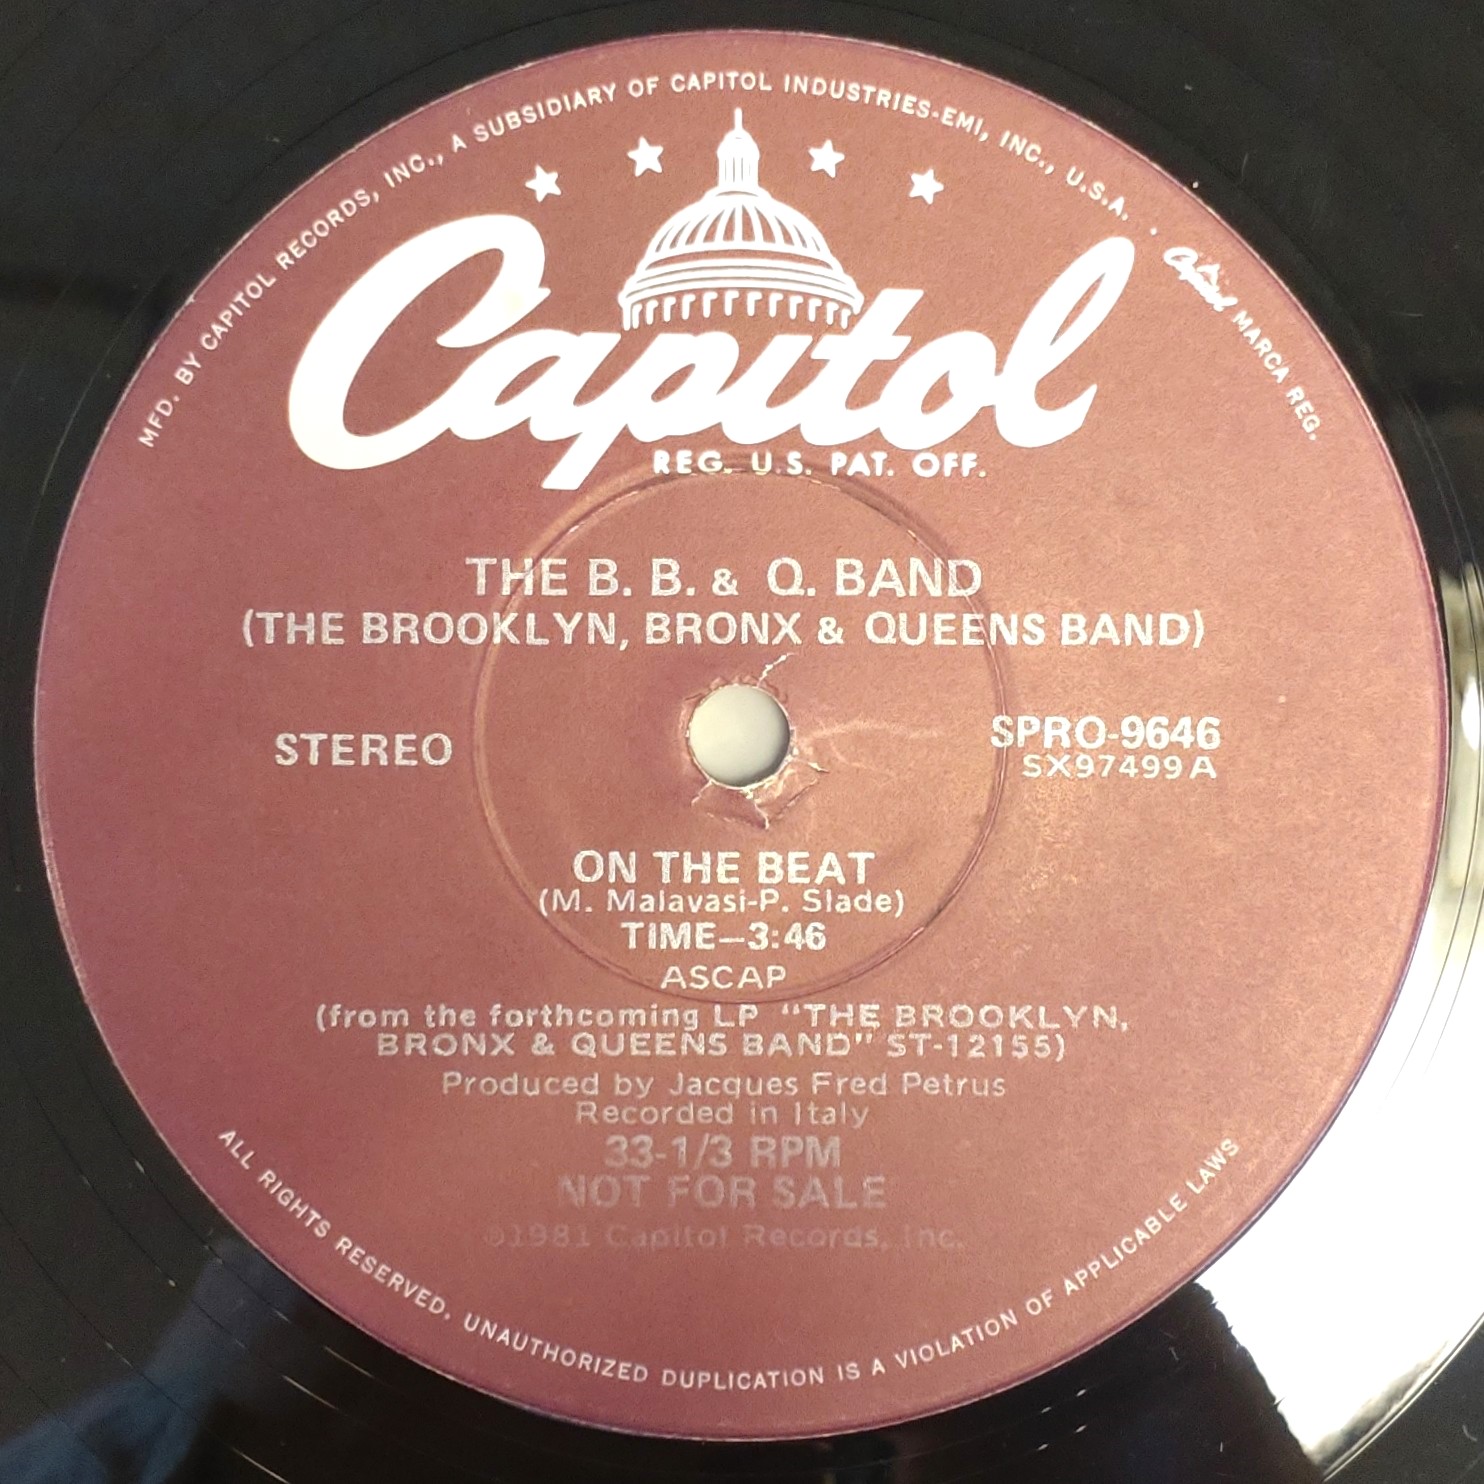 MFD. BY CAPITOL RECORDS, INC., A SUBSIDIARY OF CAPITOL INDUSTRIES-EMI, INC., U.S.A. . Capitol MARCA REG.
Capitol
REG. U.S. PAT. OFF.
THE B. B. & Q. BAND
(THE BROOKLYN, BRONX & QUEENS BAND)
STEREO
SPRO-9646
SX97499A
ON THE BEAT
(M. Malavasi-P. Slade)
TIME—3:46
ASCAP
(from the forthcoming LP "THE BROOKLYN,
BRONX & QUEENS BAND" ST-12155)
Produced by Jacques Fred Petrus
Recorded in Italy
33-1/3 RPM
NOT FOR SALE
℗1981 Capitol Records, Inc.
ALL RIGHTS RESERVED. UNAUTHORIZED DUPLICATION IS A VIOLATION OF APPLICABLE LAWS